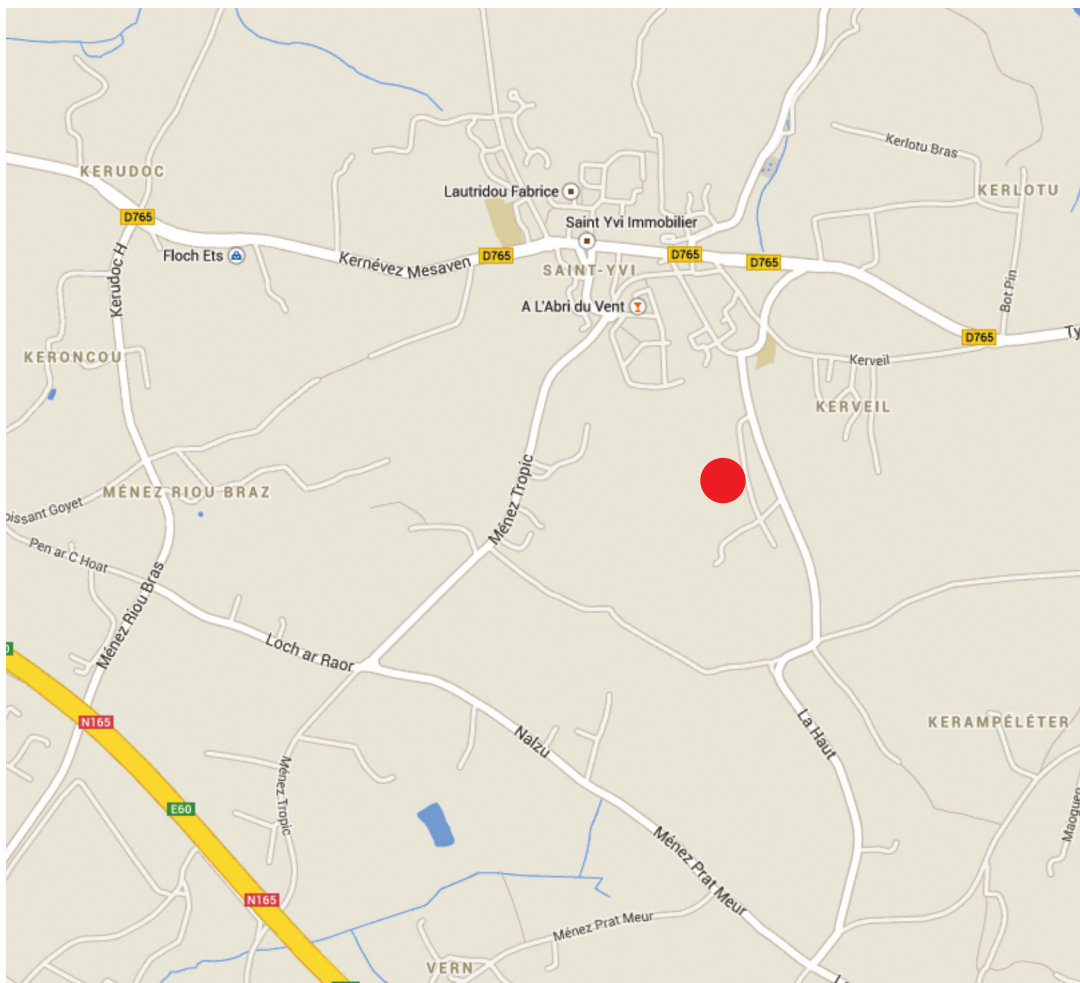 Kerlotu Bras
KERUDOC
Lautridou Fabrice
KERLOTU
D765
Saint Yvi Immobilier
Floch Ets
Kernévez Mesaven
D765
SAINT-YVI
D765
D765
Kerudoc H
Bot Pin
A L'Abri du Vent
D765
Ty
KERONCOU
Kerveil
KERVEIL
Ménez Tropic
MÉNEZ RIOU BRAZ
oissant Goyet
Pen ar C Hoat
Ménez Riou Bras
Loch ar Raor
N165
La Haut
KERAMPÉLÉTER
Nalzu
Ménez Tropic
E60
Maoguen
Ménez Prat Meur
N165
Ménez Prat Meur
VERN